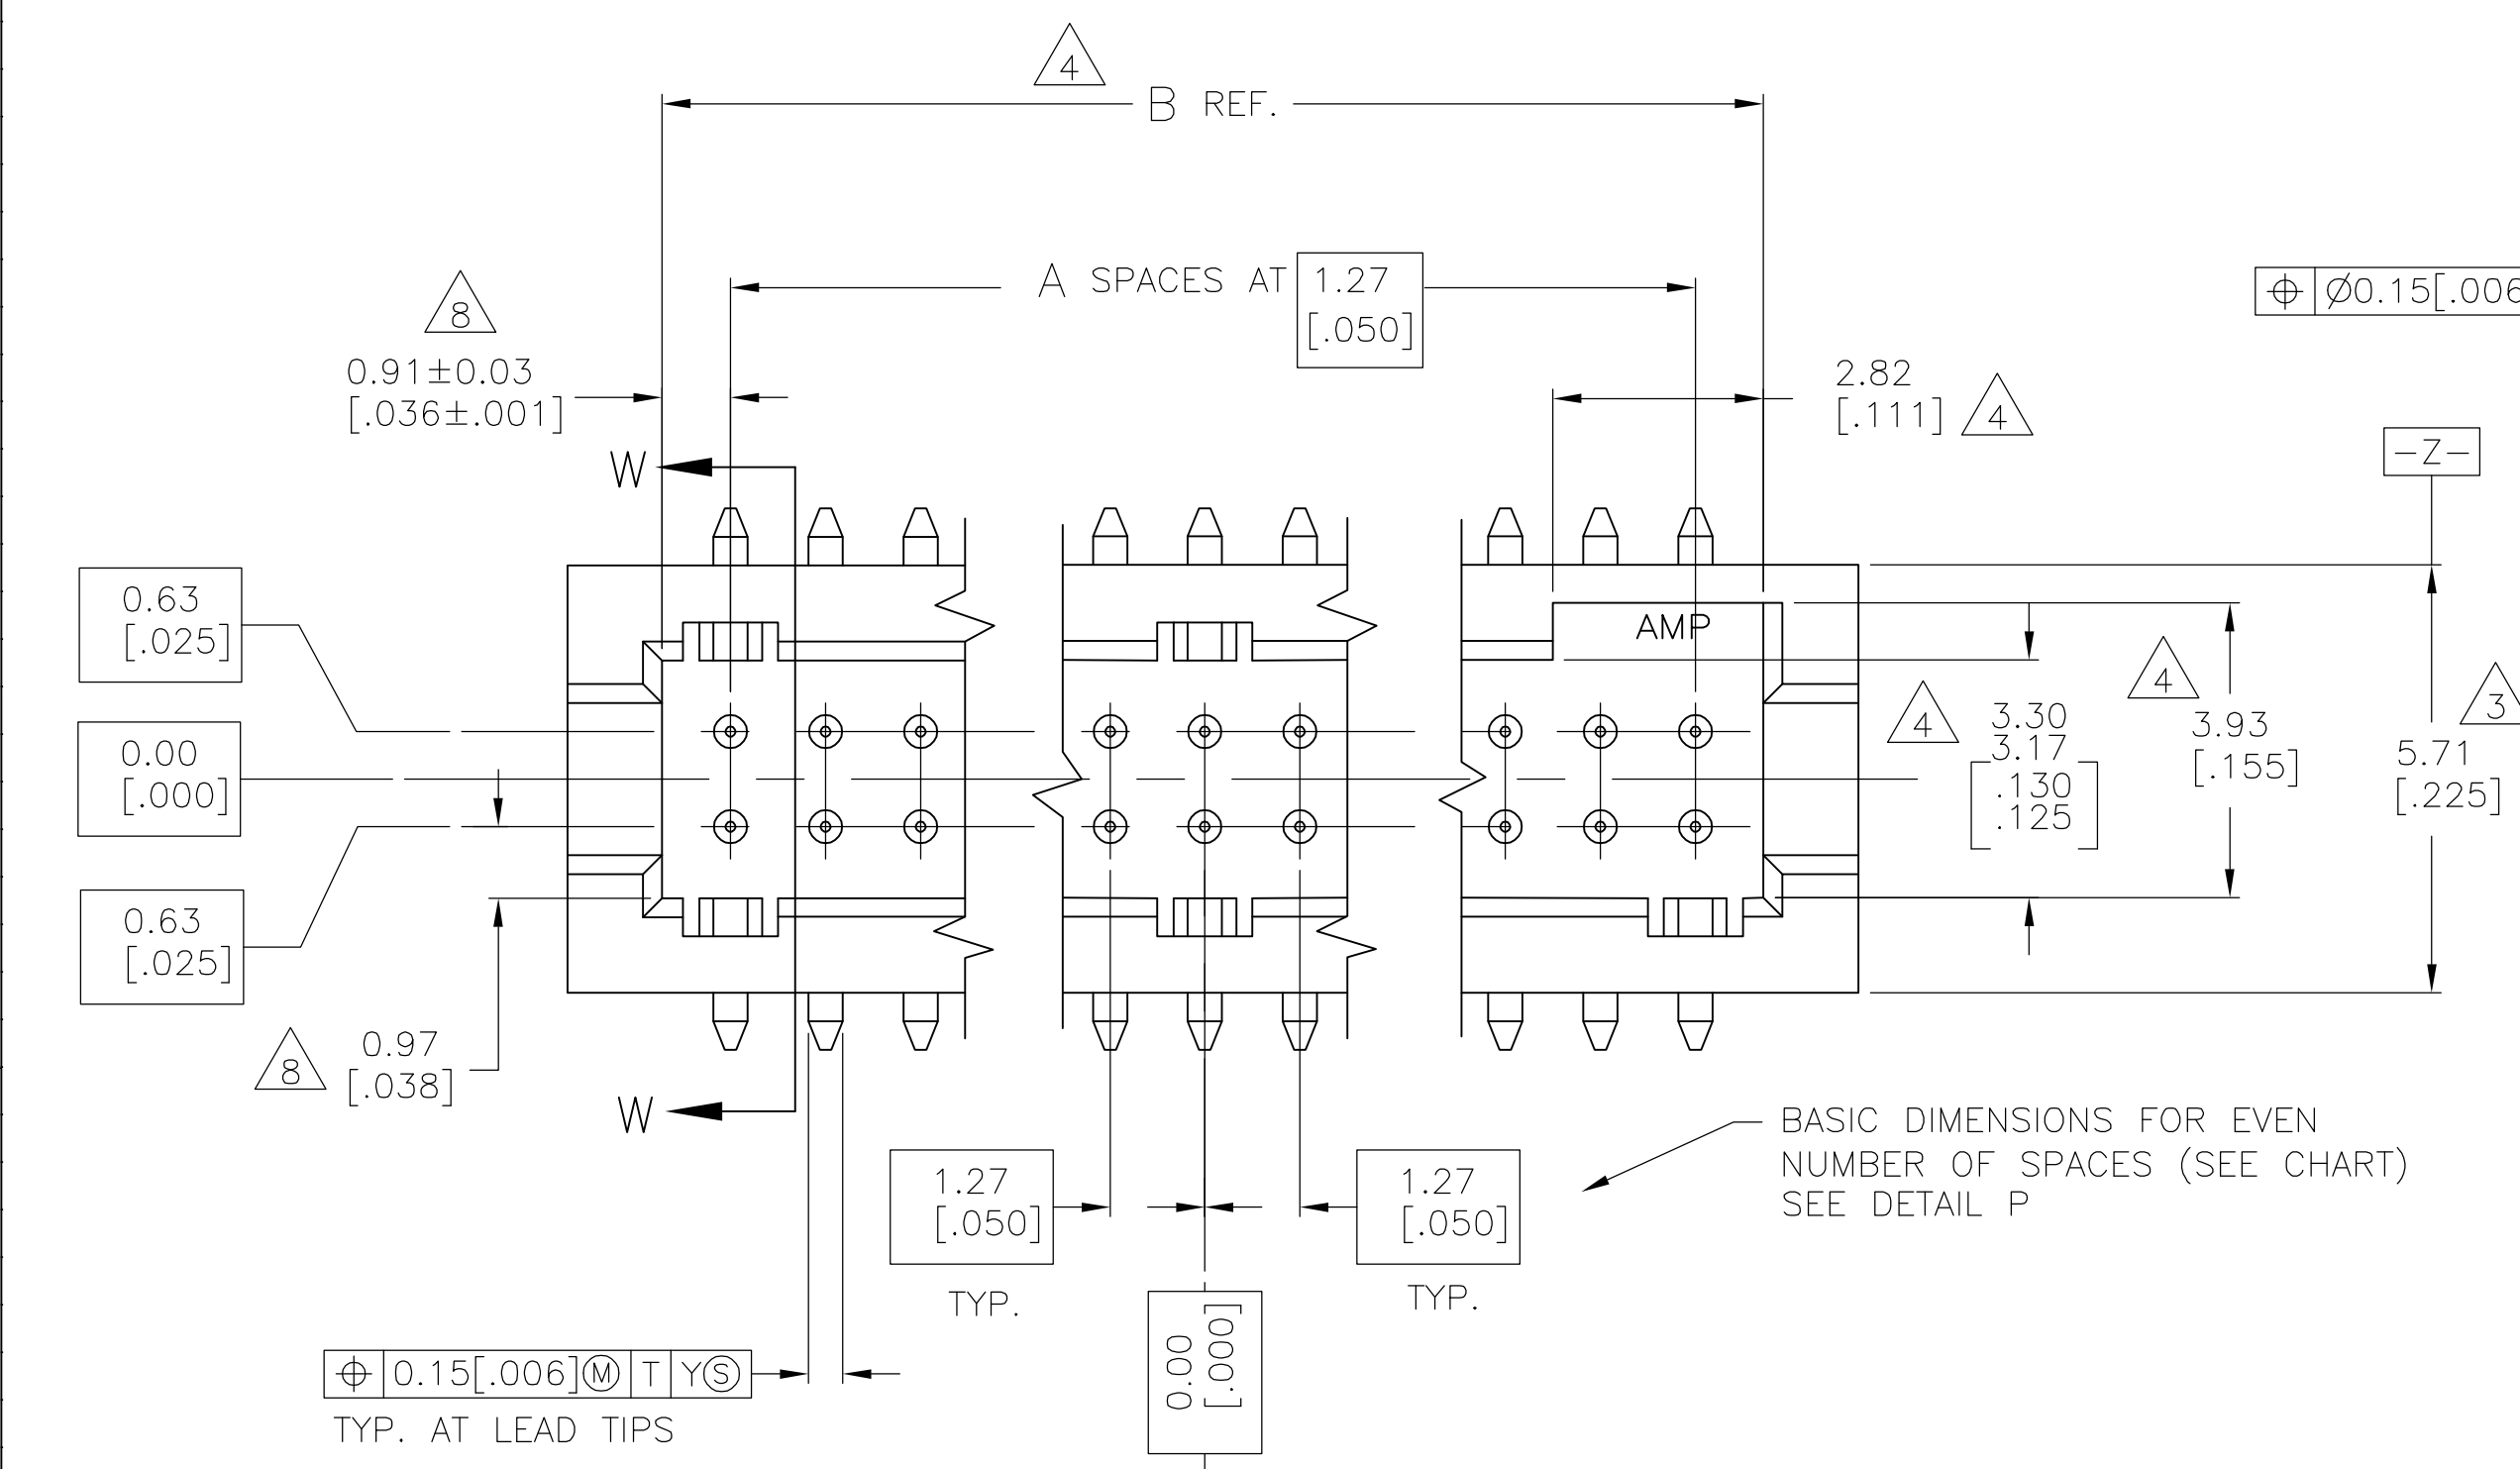 4
B REF.
A SPACES AT 1.27
[.050]
8
0.91±0.03
[.036±.001]
2.82
[.111]
4
⌖ Ø0.15[.006
-Z-
W
0.63
[.025]
AMP
0.00
[.000]
0.63
[.025]
4
3.30
3.17
[.130
.125]
4
3.93
[.155]
3
5.71
[.225]
8
0.97
[.038]
W
1.27
[.050]
TYP.
1.27
[.050]
TYP.
0.00
[.000]
BASIC DIMENSIONS FOR EVEN
NUMBER OF SPACES (SEE CHART)
SEE DETAIL P
⌖ 0.15[.006]Ⓜ T YⓈ
TYP. AT LEAD TIPS